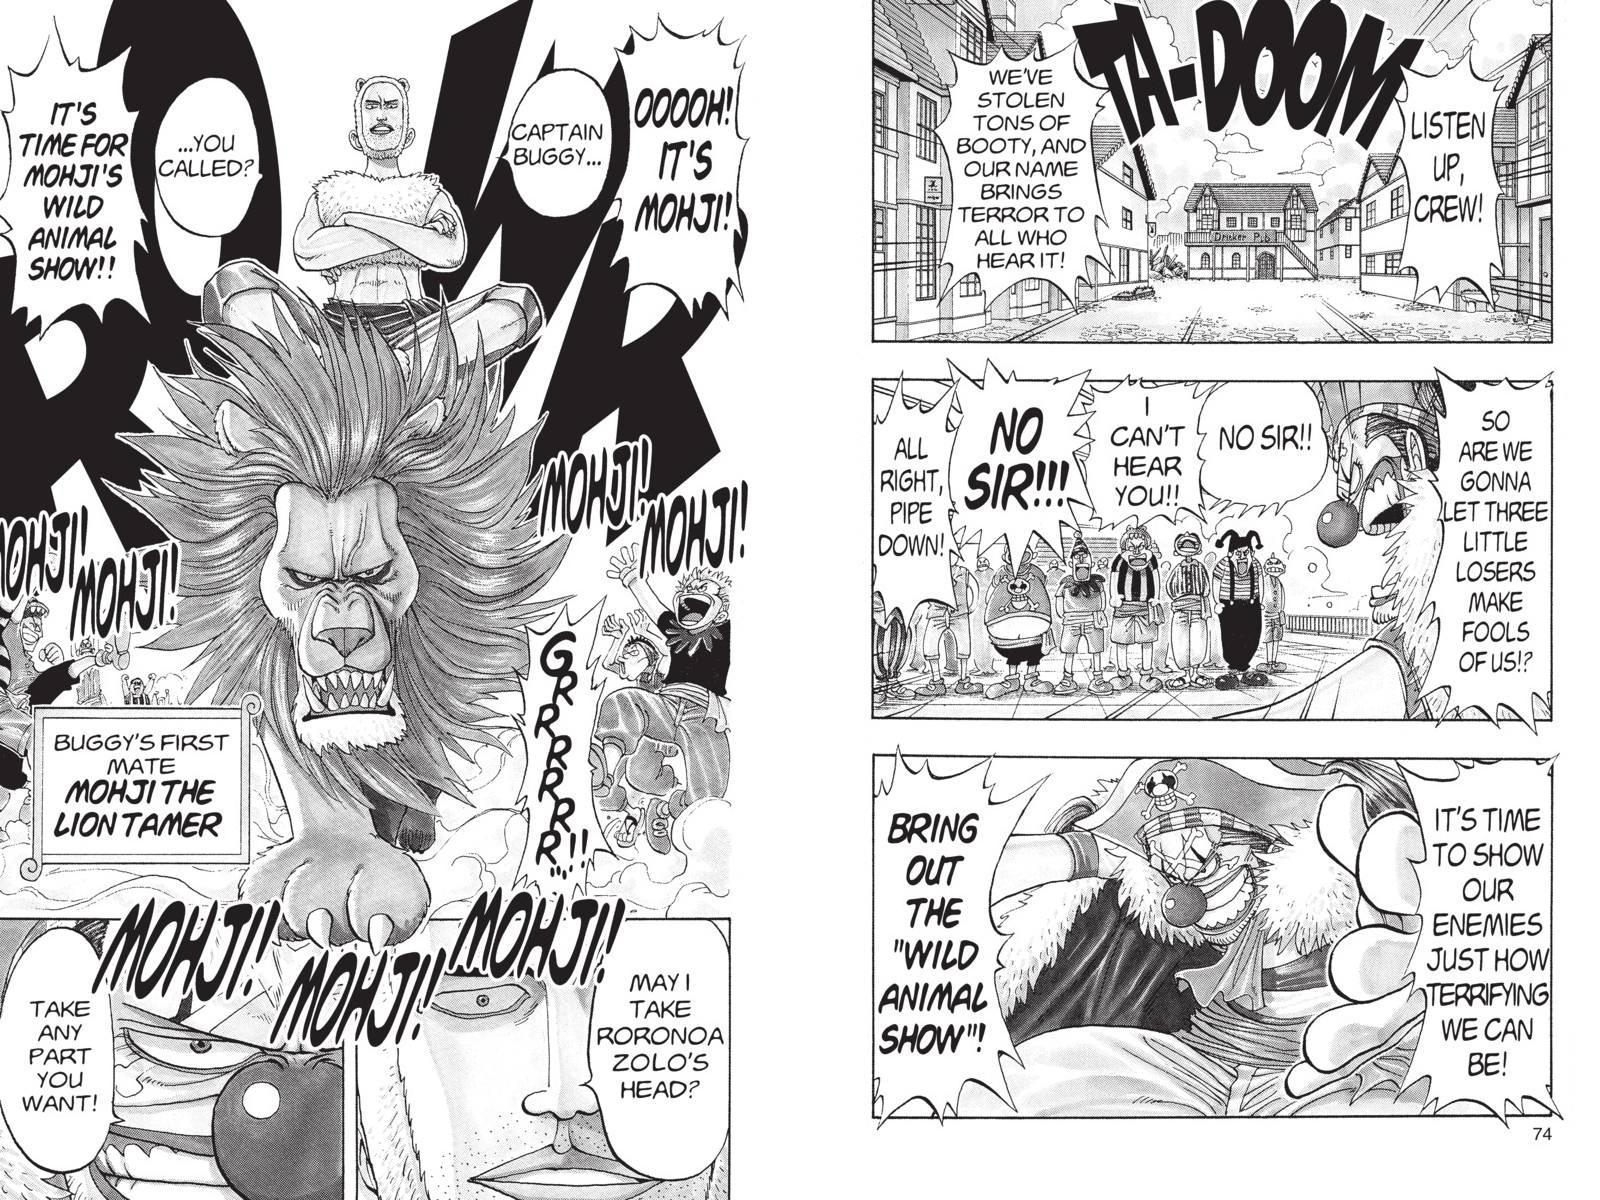 TA-DOOM
LISTEN
UP,
CREW!
WE'VE
STOLEN
TONS OF
BOOTY, AND
OUR NAME
BRINGS
TERROR TO
ALL WHO
HEAR IT!
Drinker Pub
SO
ARE WE
GONNA
LET THREE
LITTLE
LOSERS
MAKE
FOOLS
OF US!?
NO SIR!!
I
CAN'T
HEAR
YOU!!
NO
SIR!!!
ALL
RIGHT,
PIPE
DOWN!
IT'S TIME
TO SHOW
OUR
ENEMIES
JUST HOW
TERRIFYING
WE CAN
BE!
BRING
OUT
THE
"WILD
ANIMAL
SHOW"!
74
OOOOH!
IT'S
MOHJI!
CAPTAIN
BUGGY...
...YOU
CALLED?
IT'S
TIME FOR
MOHJI'S
WILD
ANIMAL
SHOW!!
ROWRR
MOHJI!
MOHJI!
MOHJI!
MOHJI!
GRRRRR...!!
BUGGY'S FIRST
MATE
MOHJI THE
LION TAMER
MOHJI!
MOHJI!
MOHJI!
MAY I
TAKE
RORONOA
ZOLO'S
HEAD?
TAKE
ANY
PART
YOU
WANT!